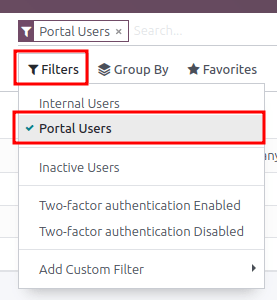 Portal Users × Search...
Filters Group By Favorites
Internal Users
Portal Users
Inactive Users
Two-factor authentication Enabled
Two-factor authentication Disabled
Add Custom Filter